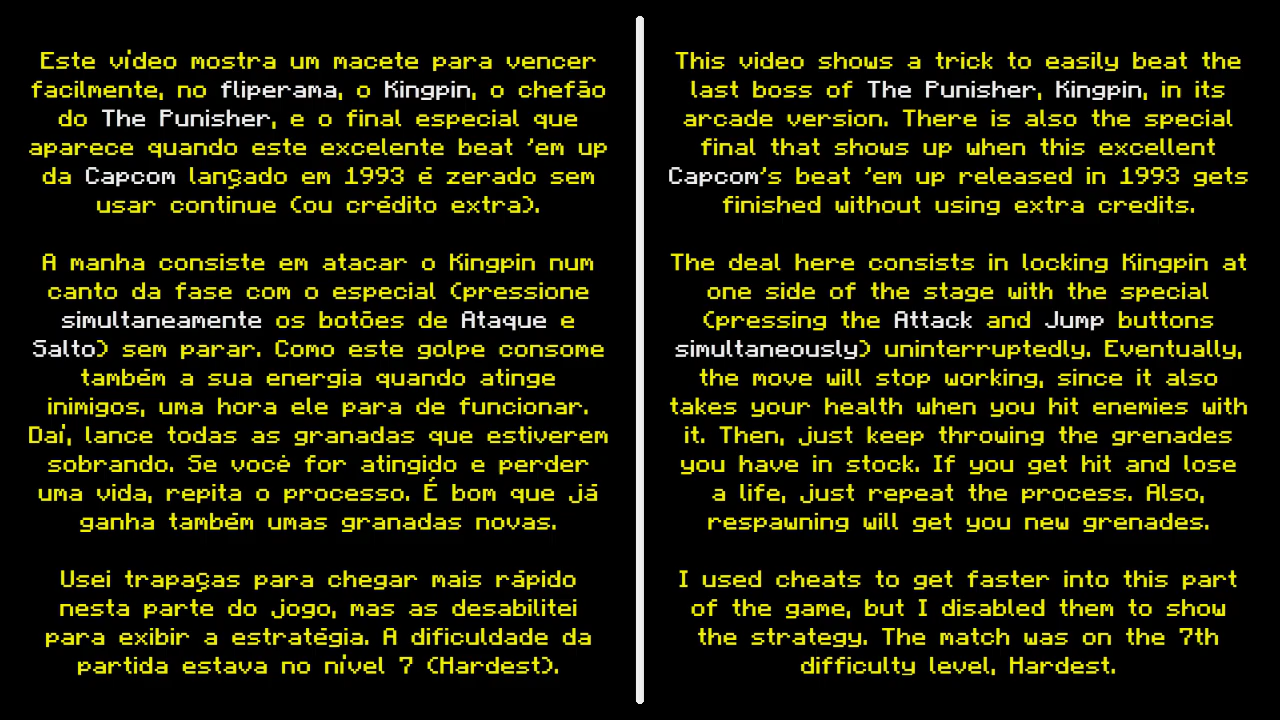 Este vídeo mostra um macete para vencer
facilmente, no fliperama, o Kingpin, o chefão
do The Punisher, e o final especial que
aparece quando este excelente beat 'em up
da Capcom lançado em 1993 é zerado sem
usar continue (ou crédito extra).
A manha consiste em atacar o Kingpin num
canto da fase com o especial (pressione
simultaneamente os botões de Ataque e
Salto) sem parar. Como este golpe consome
também a sua energia quando atinge
inimigos, uma hora ele para de funcionar.
Daí, lance todas as granadas que estiverem
sobrando. Se você for atingido e perder
uma vida, repita o processo. É bom que já
ganha também umas granadas novas.
Usei trapaças para chegar mais rápido
nesta parte do jogo, mas as desabilitei
para exibir a estratégia. A dificuldade da
partida estava no nível 7 (Hardest).
This video shows a trick to easily beat the
last boss of The Punisher, Kingpin, in its
arcade version. There is also the special
final that shows up when this excellent
Capcom's beat 'em up released in 1993 gets
finished without using extra credits.
The deal here consists in locking Kingpin at
one side of the stage with the special
(pressing the Attack and Jump buttons
simultaneously) uninterruptedly. Eventually,
the move will stop working, since it also
takes your health when you hit enemies with
it. Then, just keep throwing the grenades
you have in stock. If you get hit and lose
a life, just repeat the process. Also,
respawning will get you new grenades.
I used cheats to get faster into this part
of the game, but I disabled them to show
the strategy. The match was on the 7th
difficulty level, Hardest.